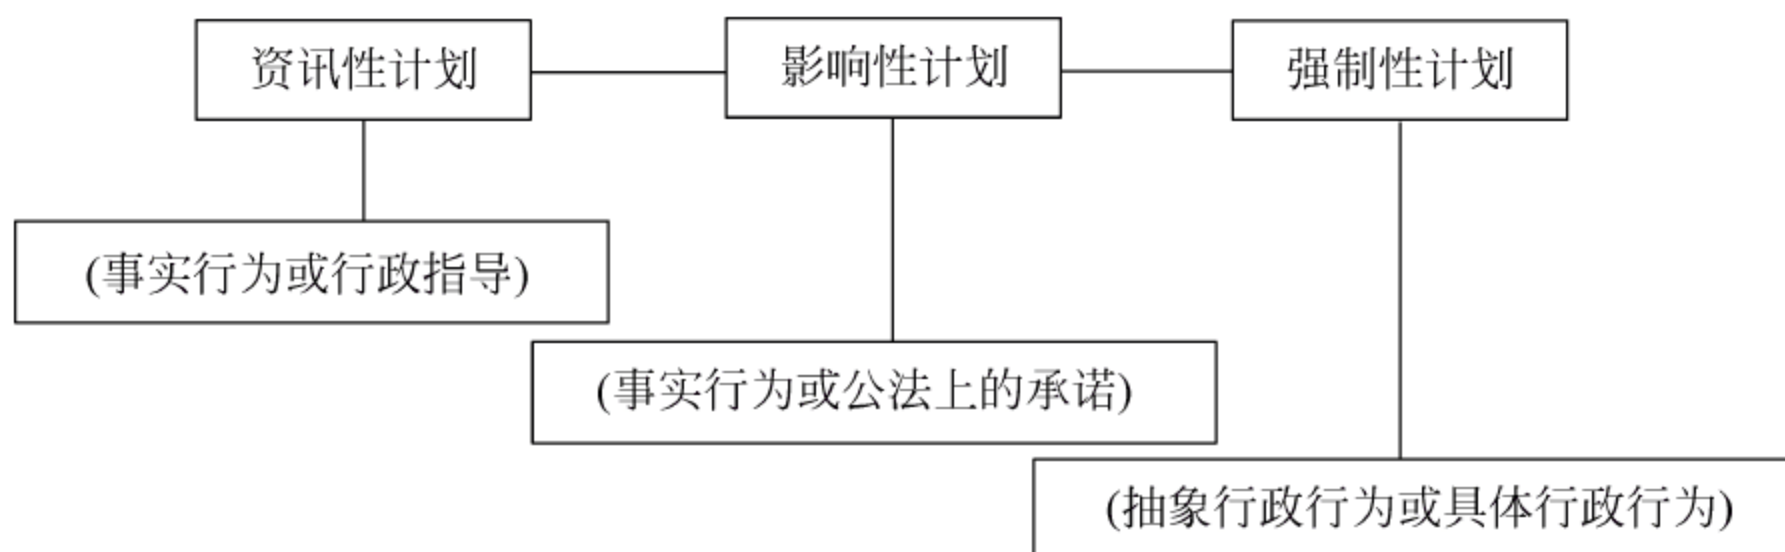 资讯性计划
影响性计划
强制性计划
(事实行为或行政指导)
(事实行为或公法上的承诺)
(抽象行政行为或具体行政行为)